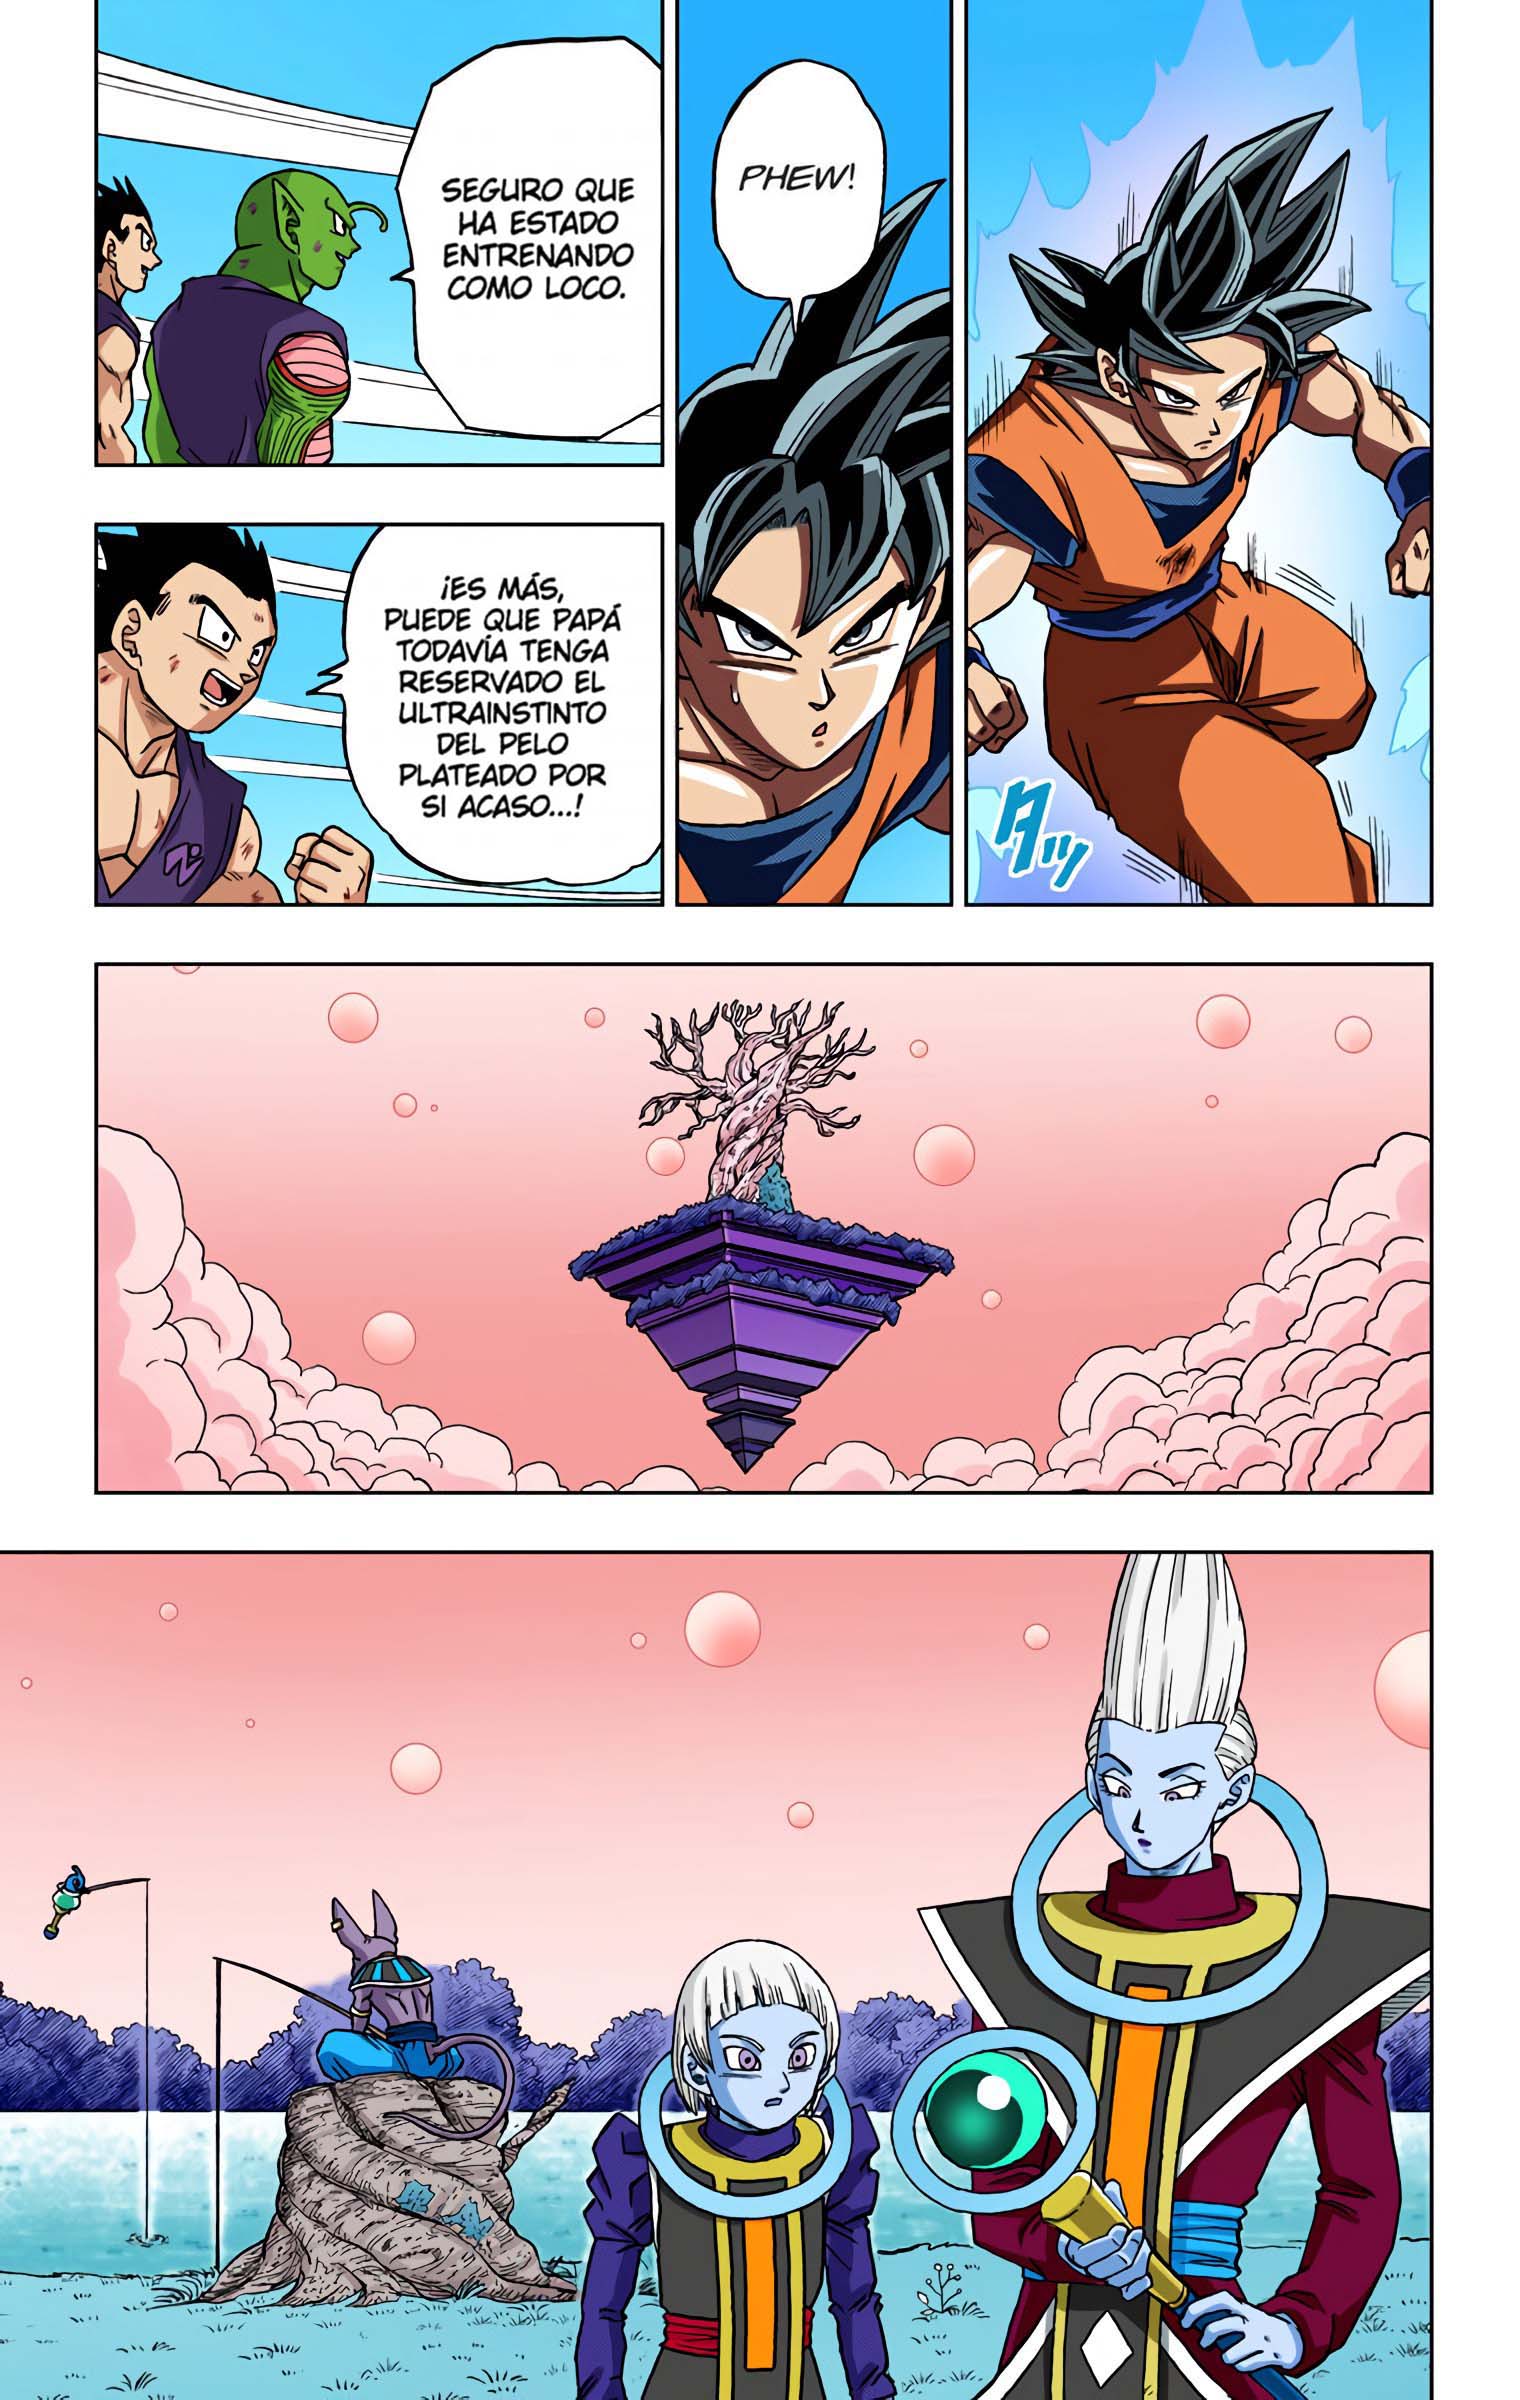 タッ
PHEW!
SEGURO QUE
HA ESTADO
ENTRENANDO
COMO LOCO.
¡ES MÁS,
PUEDE QUE PAPÁ
TODAVÍA TENGA
RESERVADO EL
ULTRAINSTINTO
DEL PELO
PLATEADO POR
SI ACASO...!